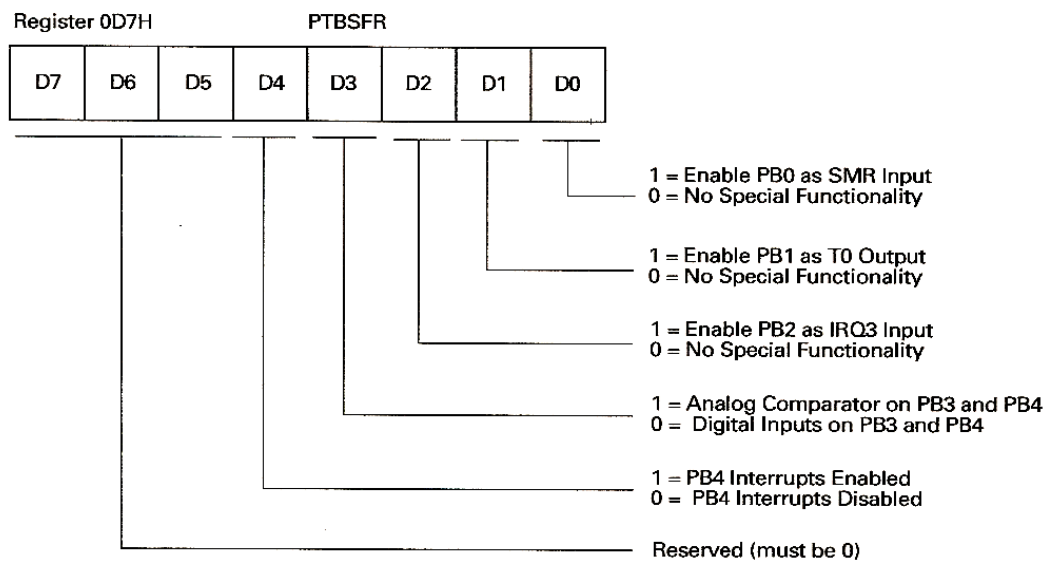 Register 0D7H PTBSFR
D7 D6 D5 D4 D3 D2 D1 D0
1 = Enable PB0 as SMR Input
0 = No Special Functionality
1 = Enable PB1 as T0 Output
0 = No Special Functionality
1 = Enable PB2 as IRQ3 Input
0 = No Special Functionality
1 = Analog Comparator on PB3 and PB4
0 = Digital Inputs on PB3 and PB4
1 = PB4 Interrupts Enabled
0 = PB4 Interrupts Disabled
Reserved (must be 0)